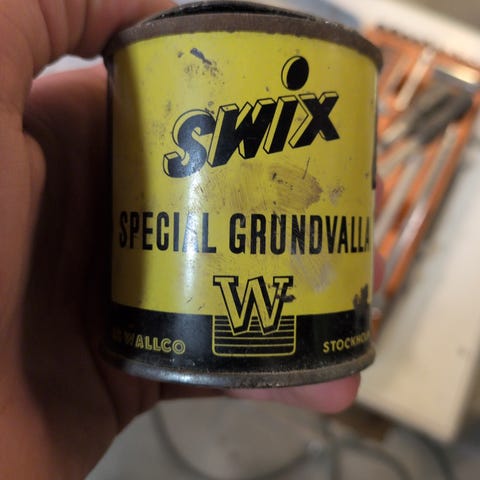 SWIX
SPECIAL GRUNDVALLA
W
WALLCO